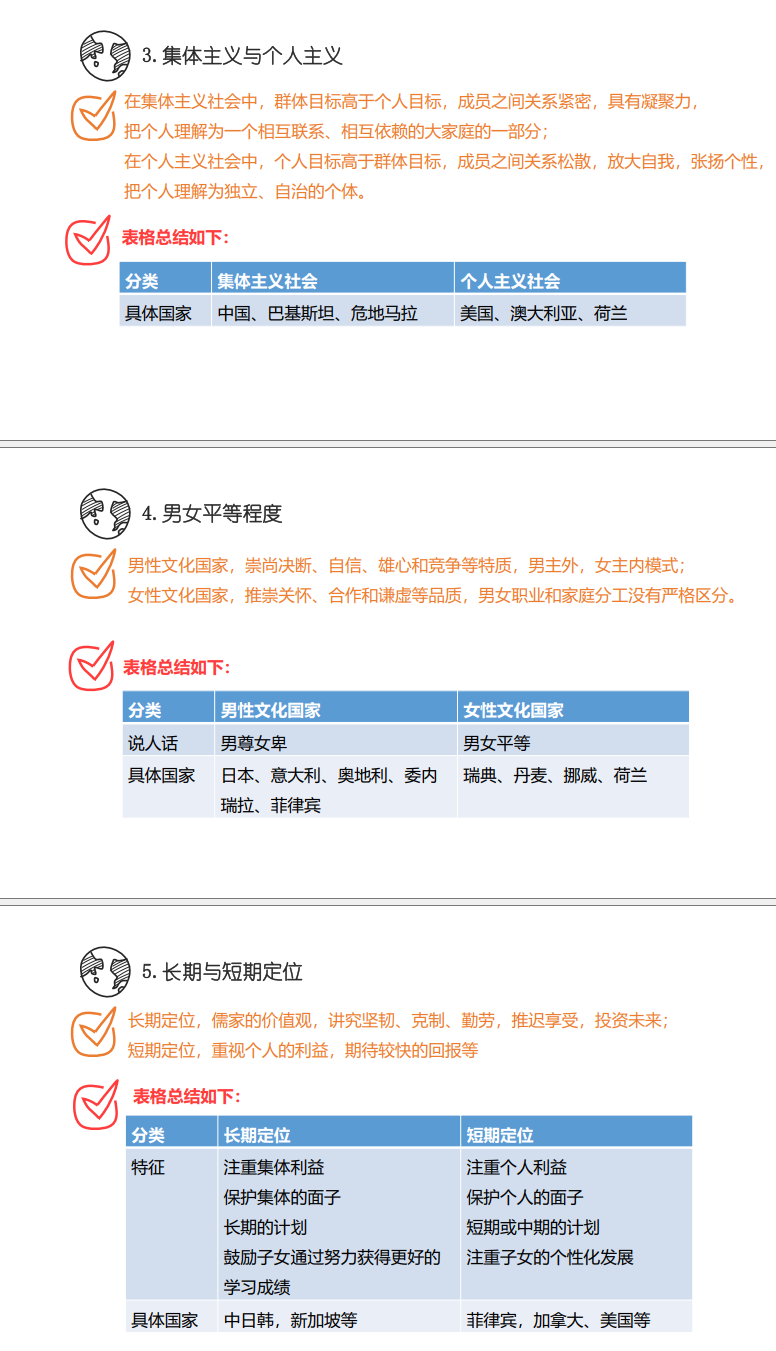 3. 集体主义与个人主义
在集体主义社会中，群体目标高于个人目标，成员之间关系紧密，具有凝聚力，
把个人理解为一个相互联系、相互依赖的大家庭的一部分；
在个人主义社会中，个人目标高于群体目标，成员之间关系松散，放大自我，张扬个性，
把个人理解为独立、自治的个体。
表格总结如下：
分类 集体主义社会 个人主义社会
具体国家 中国、巴基斯坦、危地马拉 美国、澳大利亚、荷兰
4. 男女平等程度
男性文化国家，崇尚决断、自信、雄心和竞争等特质，男主外，女主内模式；
女性文化国家，推崇关怀、合作和谦虚等品质，男女职业和家庭分工没有严格区分。
表格总结如下：
分类 男性文化国家 女性文化国家
说人话 男尊女卑 男女平等
具体国家 日本、意大利、奥地利、委内 瑞典、丹麦、挪威、荷兰
瑞拉、菲律宾
5. 长期与短期定位
长期定位，儒家的价值观，讲究坚韧、克制、勤劳，推迟享受，投资未来；
短期定位，重视个人的利益，期待较快的回报等
表格总结如下：
分类 长期定位 短期定位
特征 注重集体利益 注重个人利益
保护集体的面子 保护个人的面子
长期的计划 短期或中期的计划
鼓励子女通过努力获得更好的 注重子女的个性化发展
学习成绩
具体国家 中日韩，新加坡等 菲律宾，加拿大、美国等